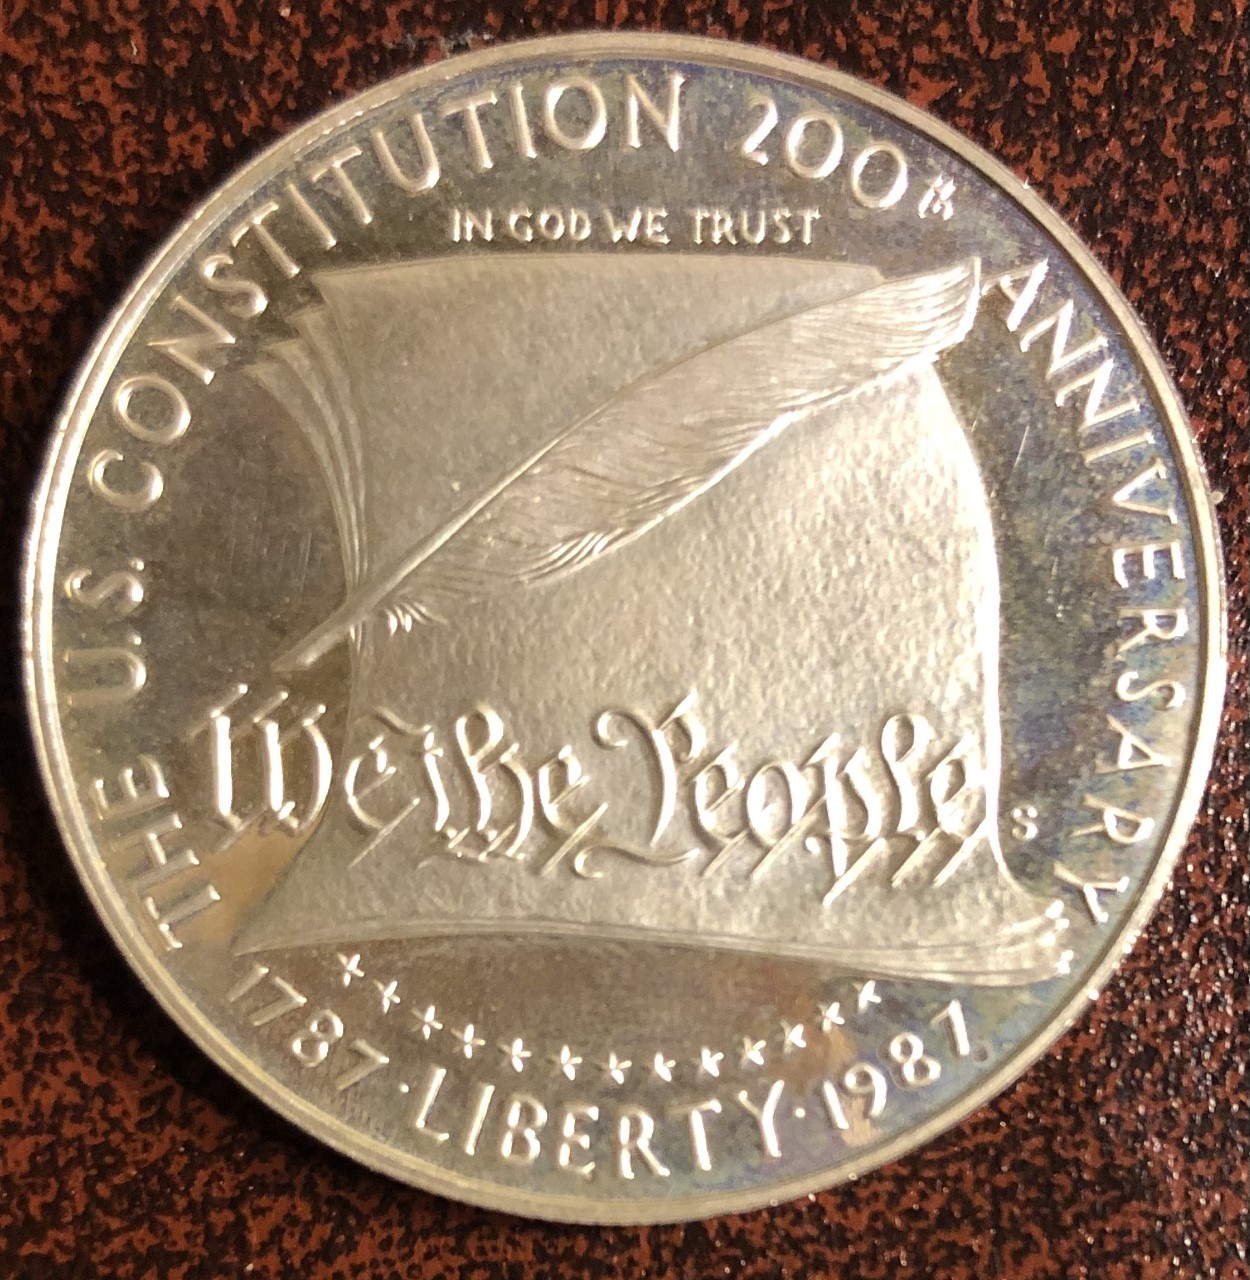 THE U.S. CONSTITUTION 200TH ANNIVERSARY
IN GOD WE TRUST
We the People
S
1787 · LIBERTY · 1987